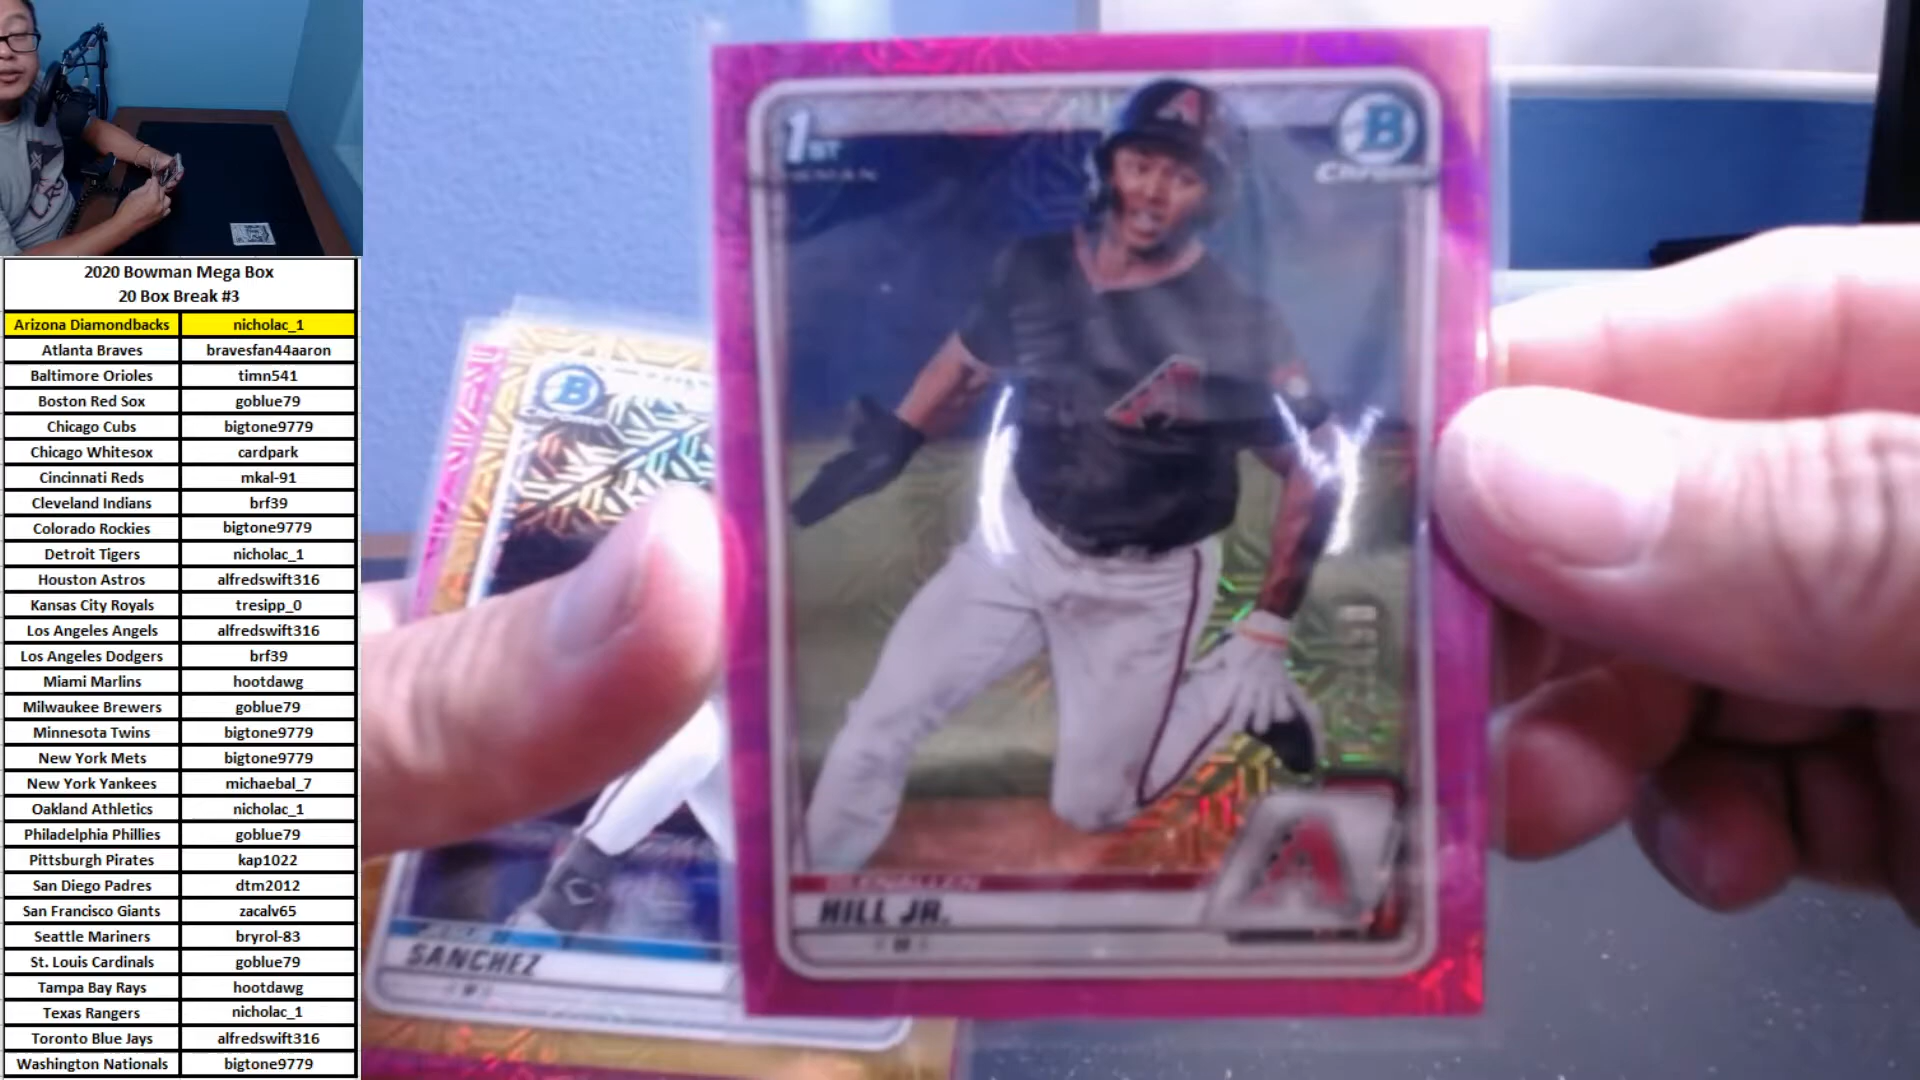 2020 Bowman Mega Box
20 Box Break #3
Arizona Diamondbacks nicholac_1
Atlanta Braves bravesfan44aaron
Baltimore Orioles timn541
Boston Red Sox goblue79
Chicago Cubs bigtone9779
Chicago Whitesox cardpark
Cincinnati Reds mkal-91
Cleveland Indians brf39
Colorado Rockies bigtone9779
Detroit Tigers nicholac_1
Houston Astros alfredswift316
Kansas City Royals tresipp_0
Los Angeles Angels alfredswift316
Los Angeles Dodgers brf39
Miami Marlins hootdawg
Milwaukee Brewers goblue79
Minnesota Twins bigtone9779
New York Mets bigtone9779
New York Yankees michaebal_7
Oakland Athletics nicholac_1
Philadelphia Phillies goblue79
Pittsburgh Pirates kap1022
San Diego Padres dtm2012
San Francisco Giants zacalv65
Seattle Mariners bryrol-83
St. Louis Cardinals goblue79
Tampa Bay Rays hootdawg
Texas Rangers nicholac_1
Toronto Blue Jays alfredswift316
Washington Nationals bigtone9779
1ST
B
Chrome
A
A
GLENALLEN
HILL JR.
A
B
SANCHEZ